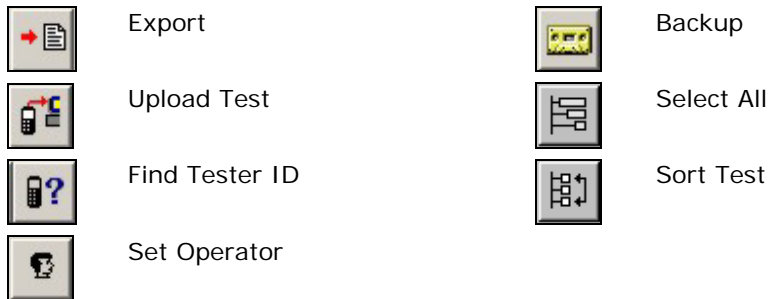 Export
Backup
Upload Test
Select All
Find Tester ID
Sort Test
Set Operator